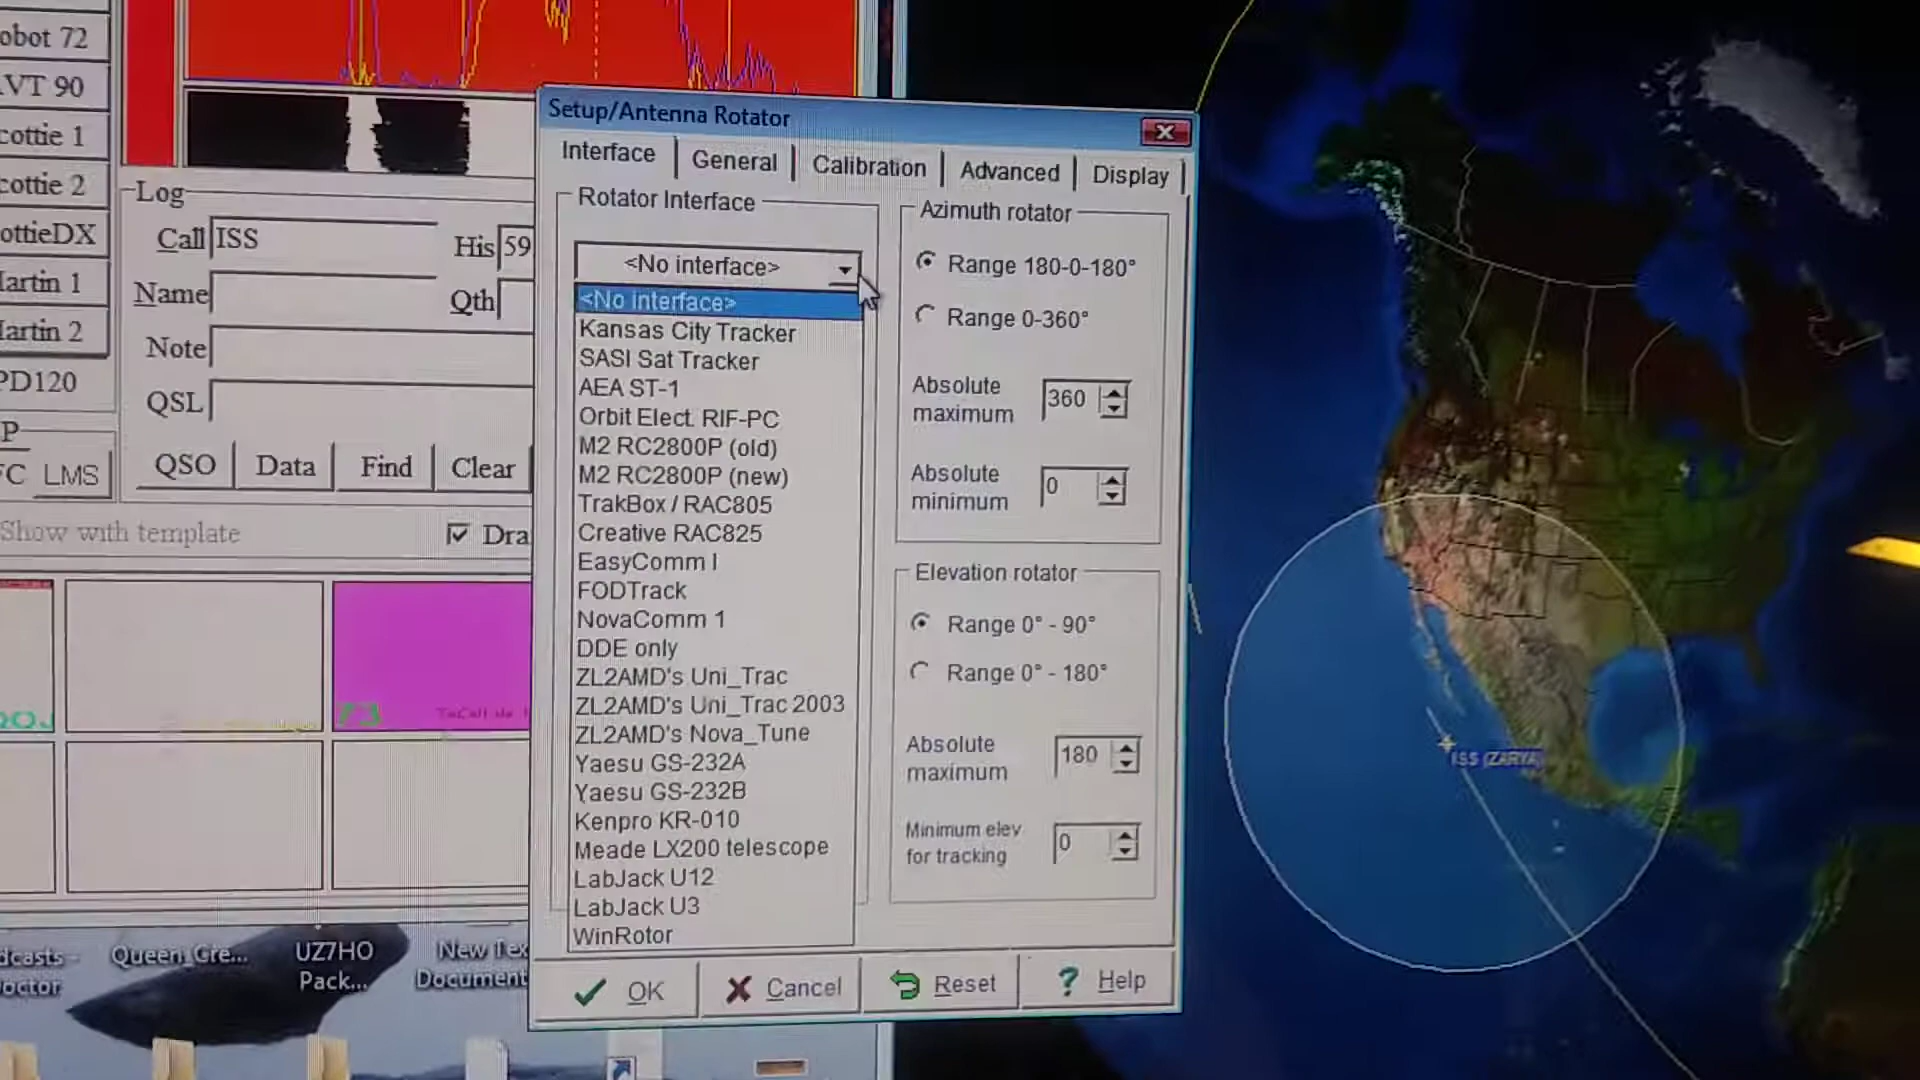 obot 72
VT 90
cottie 1
cottie 2
ottieDX
artin 1
artin 2
PD120
P
LMS
Log
Call ISS
His 59
Name
Qth
Note
QSL
QSO Data Find Clear
Show with template
Dra
73
Queen_Cre...
UZ7HO
Pack...
New Tex
Document
dcasts -
octor
Setup/Antenna Rotator
Interface General Calibration Advanced Display
Rotator Interface
<No interface>
<No interface>
Kansas City Tracker
SASI Sat Tracker
AEA ST-1
Orbit Elect. RIF-PC
M2 RC2800P (old)
M2 RC2800P (new)
TrakBox / RAC805
Creative RAC825
EasyComm I
FODTrack
NovaComm 1
DDE only
ZL2AMD's Uni_Trac
ZL2AMD's Uni_Trac 2003
ZL2AMD's Nova_Tune
Yaesu GS-232A
Yaesu GS-232B
Kenpro KR-010
Meade LX200 telescope
LabJack U12
LabJack U3
WinRotor
Azimuth rotator
Range 180-0-180°
Range 0-360°
Absolute
maximum
360
Absolute
minimum
0
Elevation rotator
Range 0° - 90°
Range 0° - 180°
Absolute
maximum
180
Minimum elev
for tracking
0
OK Cancel Reset Help
ISS (ZARYA)